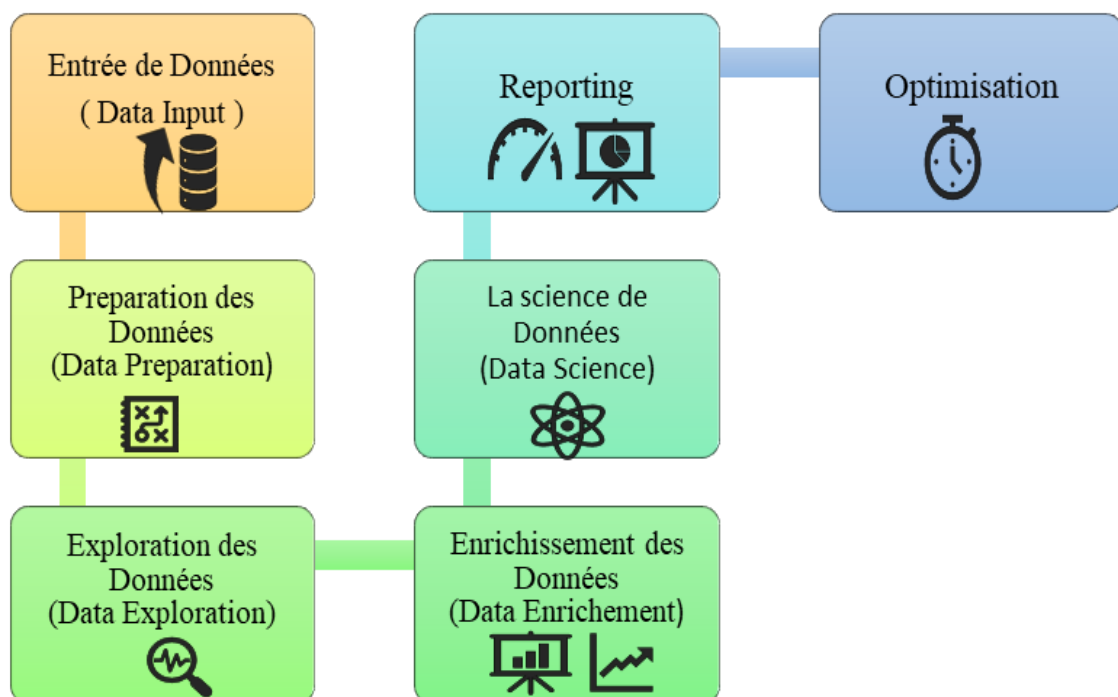 Entrée de Données
( Data Input )
Preparation des
Données
(Data Preparation)
Exploration des
Données
(Data Exploration)
Enrichissement des
Données
(Data Enrichement)
La science de
Données
(Data Science)
Reporting
Optimisation